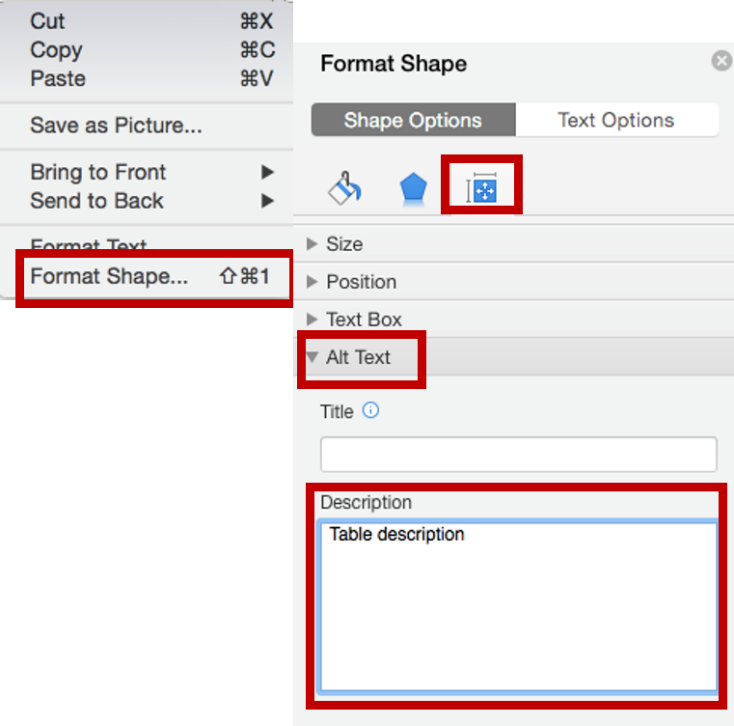 Cut ⌘X
Copy ⌘C
Paste ⌘V
Save as Picture...
Bring to Front ▶
Send to Back ▶
Format Text
Format Shape... ⇧⌘1
Format Shape
Shape Options Text Options
Size
Position
Text Box
Alt Text
Title
Description
Table description